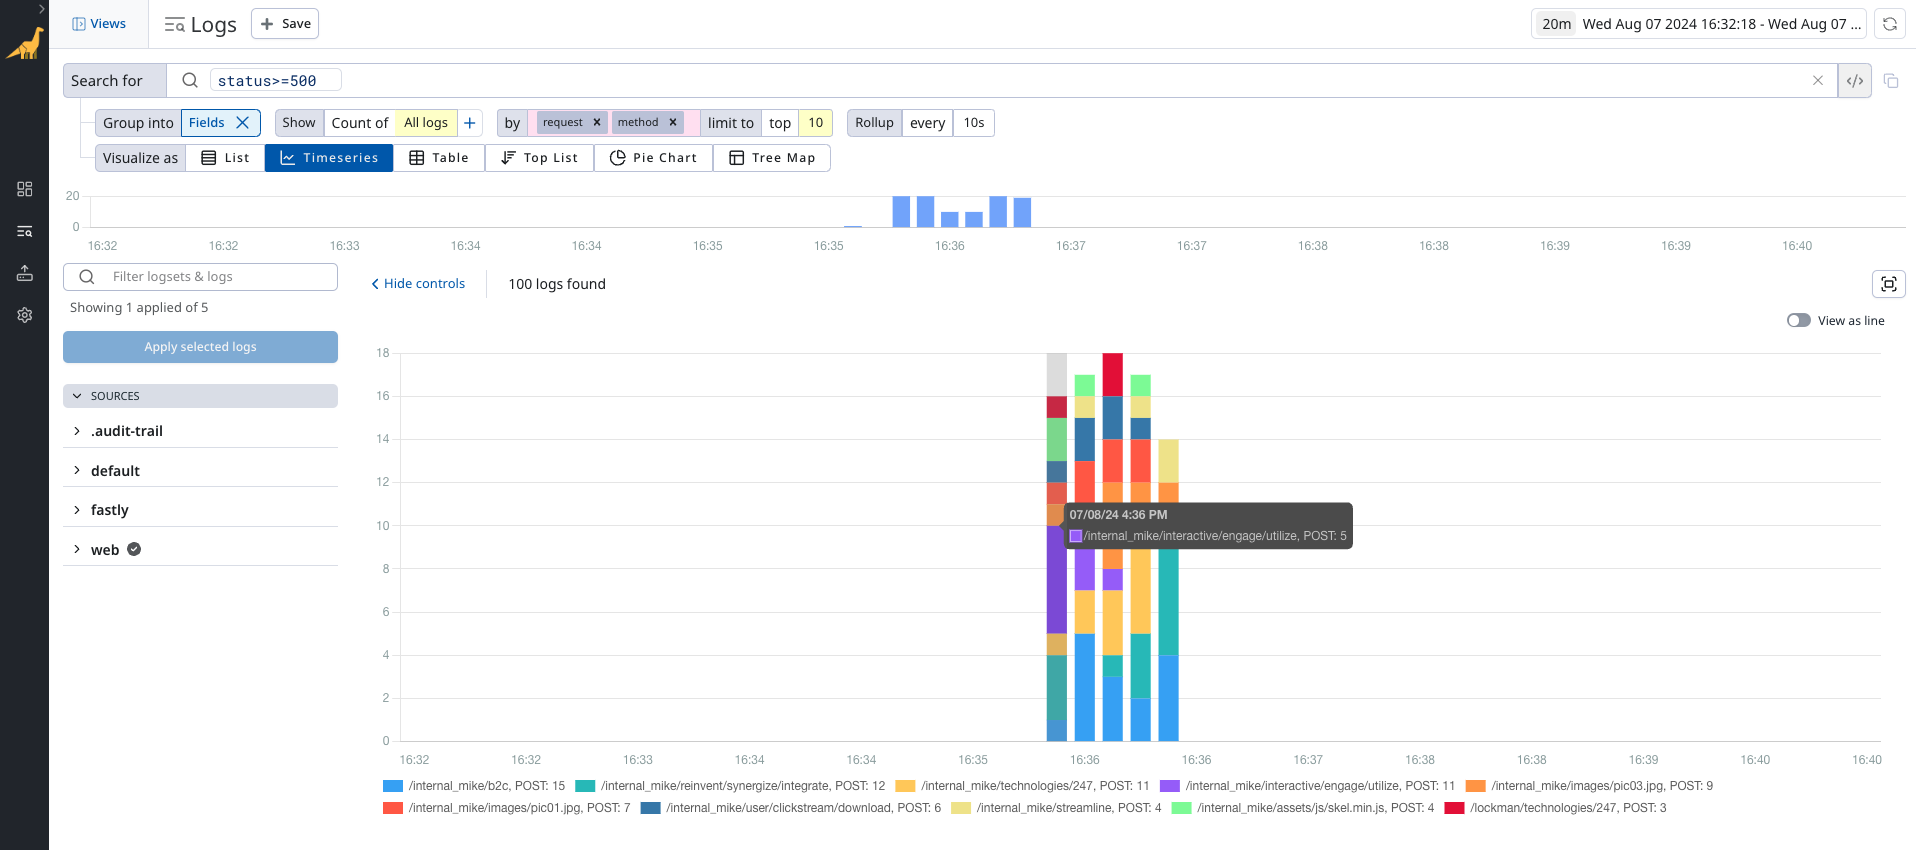 Views
Logs
Save
20m Wed Aug 07 2024 16:32:18 - Wed Aug 07 ...
Search for status>=500 </>
Group into Fields Show Count of All logs by request method limit to top 10 Rollup every 10s
Visualize as List Timeseries Table Top List Pie Chart Tree Map
20
0
16:32 16:32 16:33 16:34 16:34 16:35 16:35 16:36 16:37 16:37 16:38 16:38 16:39 16:39 16:40
Filter logsets & logs
Hide controls
100 logs found
Showing 1 applied of 5
View as line
Apply selected logs
SOURCES
.audit-trail
default
fastly
web
18
16
14
12
10
8
6
4
2
0
07/08/24 4:36 PM
/internal_mike/interactive/engage/utilize, POST: 5
16:32 16:32 16:33 16:34 16:34 16:35 16:36 16:36 16:37 16:38 16:38 16:39 16:40 16:40
/internal_mike/b2c, POST: 15 /internal_mike/reinvent/synergize/integrate, POST: 12 /internal_mike/technologies/247, POST: 11 /internal_mike/interactive/engage/utilize, POST: 11 /internal_mike/images/pic03.jpg, POST: 9
/internal_mike/images/pic01.jpg, POST: 7 /internal_mike/user/clickstream/download, POST: 6 /internal_mike/streamline, POST: 4 /internal_mike/assets/js/skel.min.js, POST: 4 /lockman/technologies/247, POST: 3